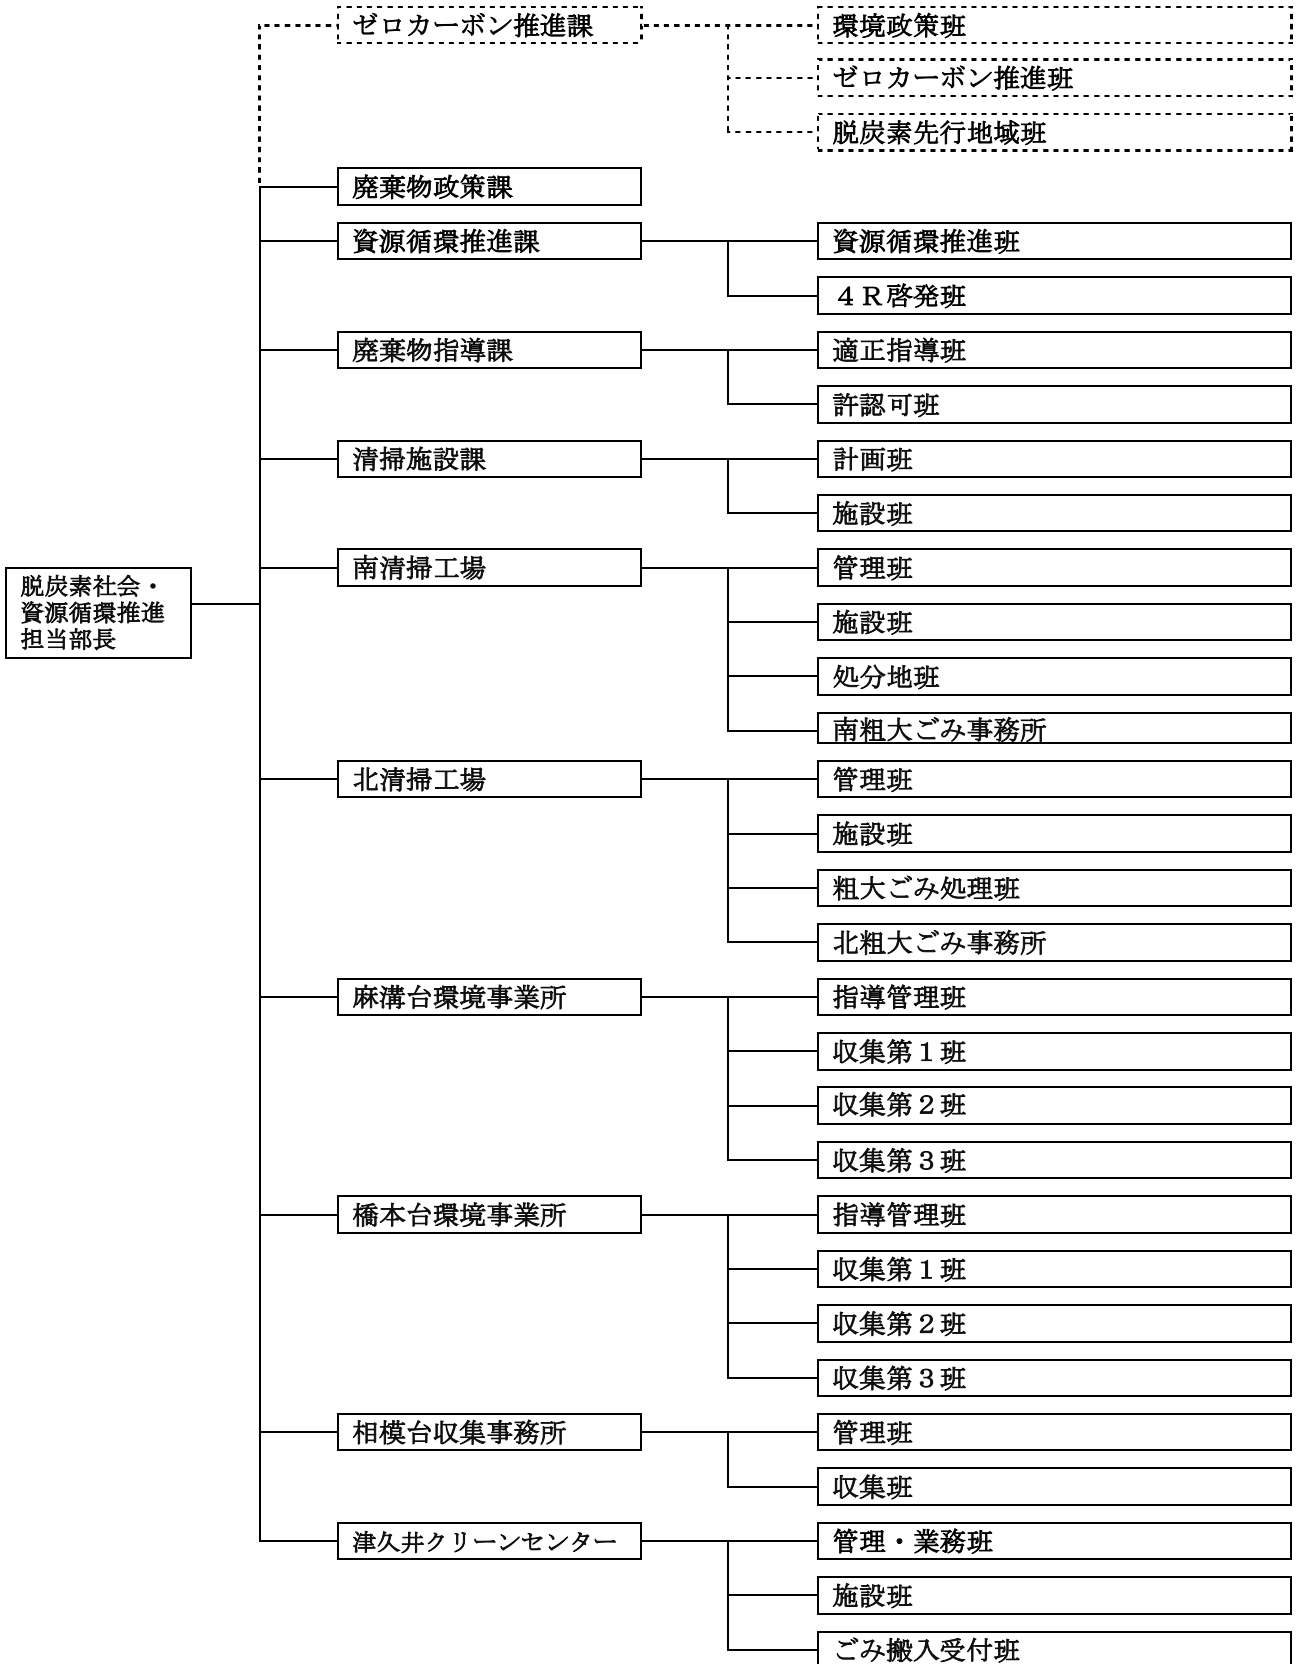 ゼロカーボン推進課
環境政策班
ゼロカーボン推進班
脱炭素先行地域班
廃棄物政策課
資源循環推進課
資源循環推進班
４Ｒ啓発班
廃棄物指導課
適正指導班
許認可班
清掃施設課
計画班
施設班
脱炭素社会・
資源循環推進
担当部長
南清掃工場
管理班
施設班
処分地班
南粗大ごみ事務所
北清掃工場
管理班
施設班
粗大ごみ処理班
北粗大ごみ事務所
麻溝台環境事業所
指導管理班
収集第１班
収集第２班
収集第３班
橋本台環境事業所
指導管理班
収集第１班
収集第２班
収集第３班
相模台収集事務所
管理班
収集班
津久井クリーンセンター
管理・業務班
施設班
ごみ搬入受付班